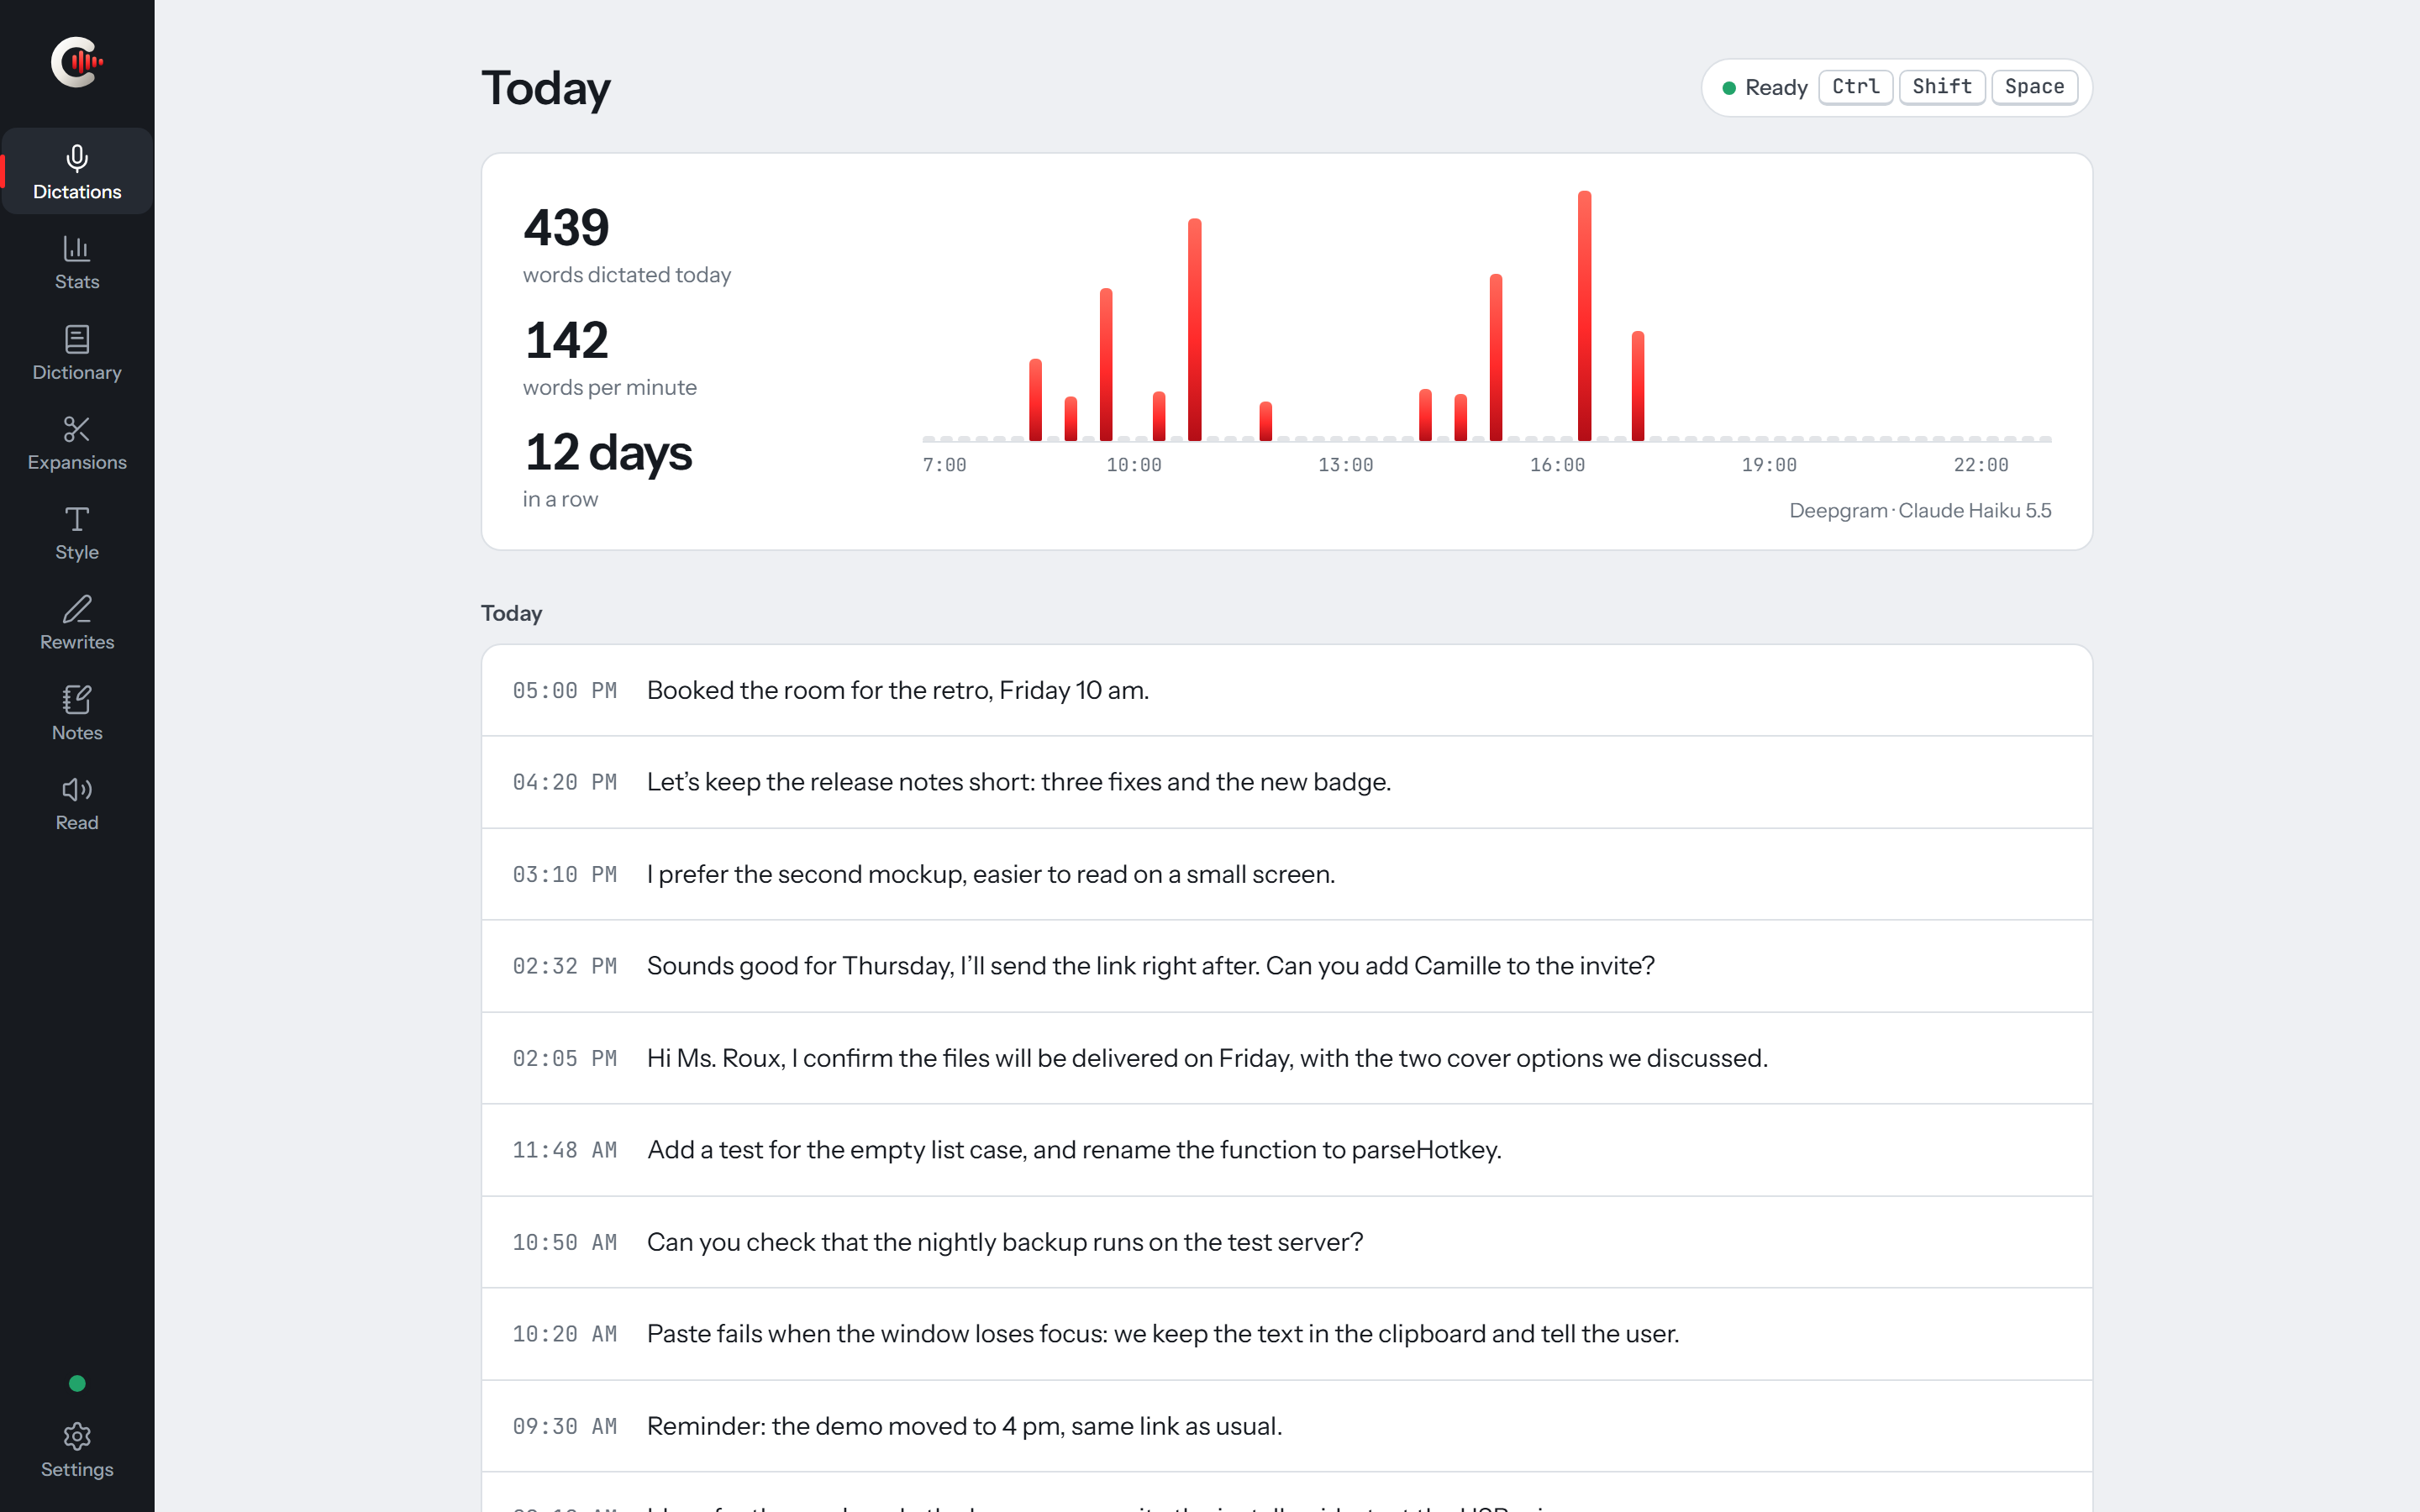 Today
Ready Ctrl Shift Space
Dictations
Stats
Dictionary
Expansions
Style
Rewrites
Notes
Read
Settings
439
words dictated today
142
words per minute
12 days
in a row
7:00 10:00 13:00 16:00 19:00 22:00
Deepgram · Claude Haiku 5.5
Today
05:00 PM Booked the room for the retro, Friday 10 am.
04:20 PM Let’s keep the release notes short: three fixes and the new badge.
03:10 PM I prefer the second mockup, easier to read on a small screen.
02:32 PM Sounds good for Thursday, I’ll send the link right after. Can you add Camille to the invite?
02:05 PM Hi Ms. Roux, I confirm the files will be delivered on Friday, with the two cover options we discussed.
11:48 AM Add a test for the empty list case, and rename the function to parseHotkey.
10:50 AM Can you check that the nightly backup runs on the test server?
10:20 AM Paste fails when the window loses focus: we keep the text in the clipboard and tell the user.
09:30 AM Reminder: the demo moved to 4 pm, same link as usual.